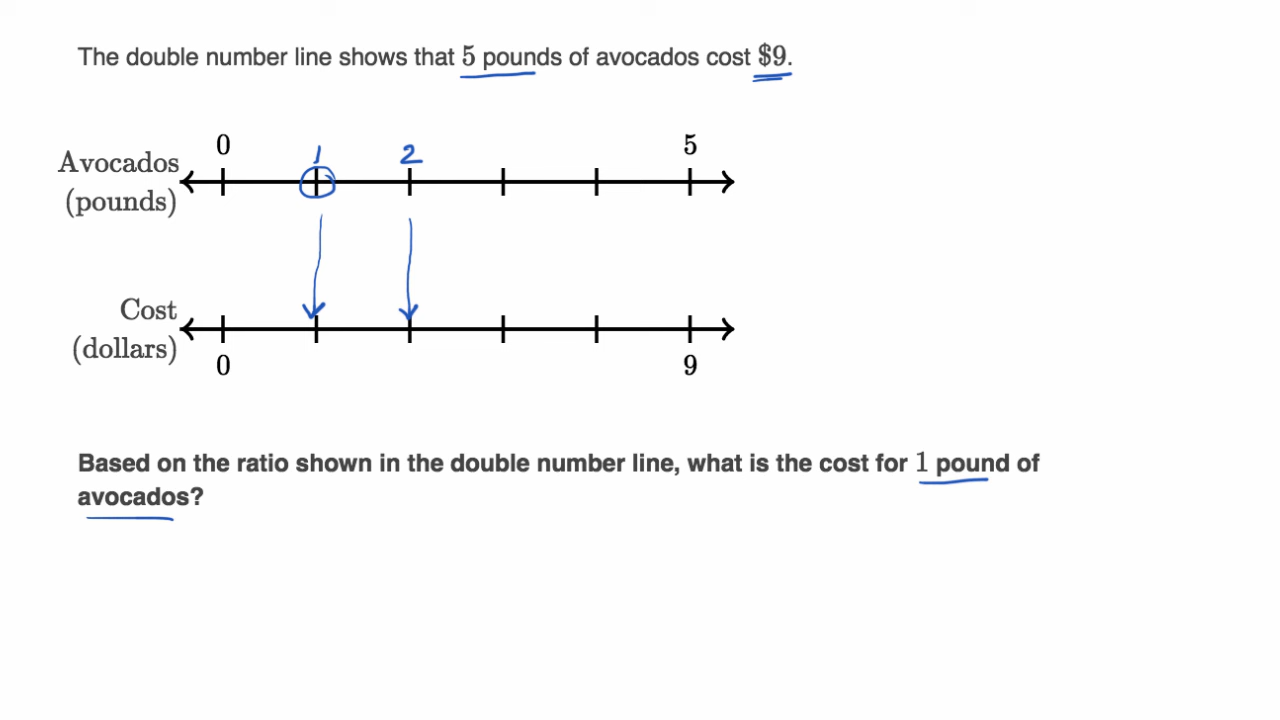 The double number line shows that 5 pounds of avocados cost $9.
0 1 2 5
Avocados
(pounds)
Cost
(dollars)
0 9
Based on the ratio shown in the double number line, what is the cost for 1 pound of
avocados?